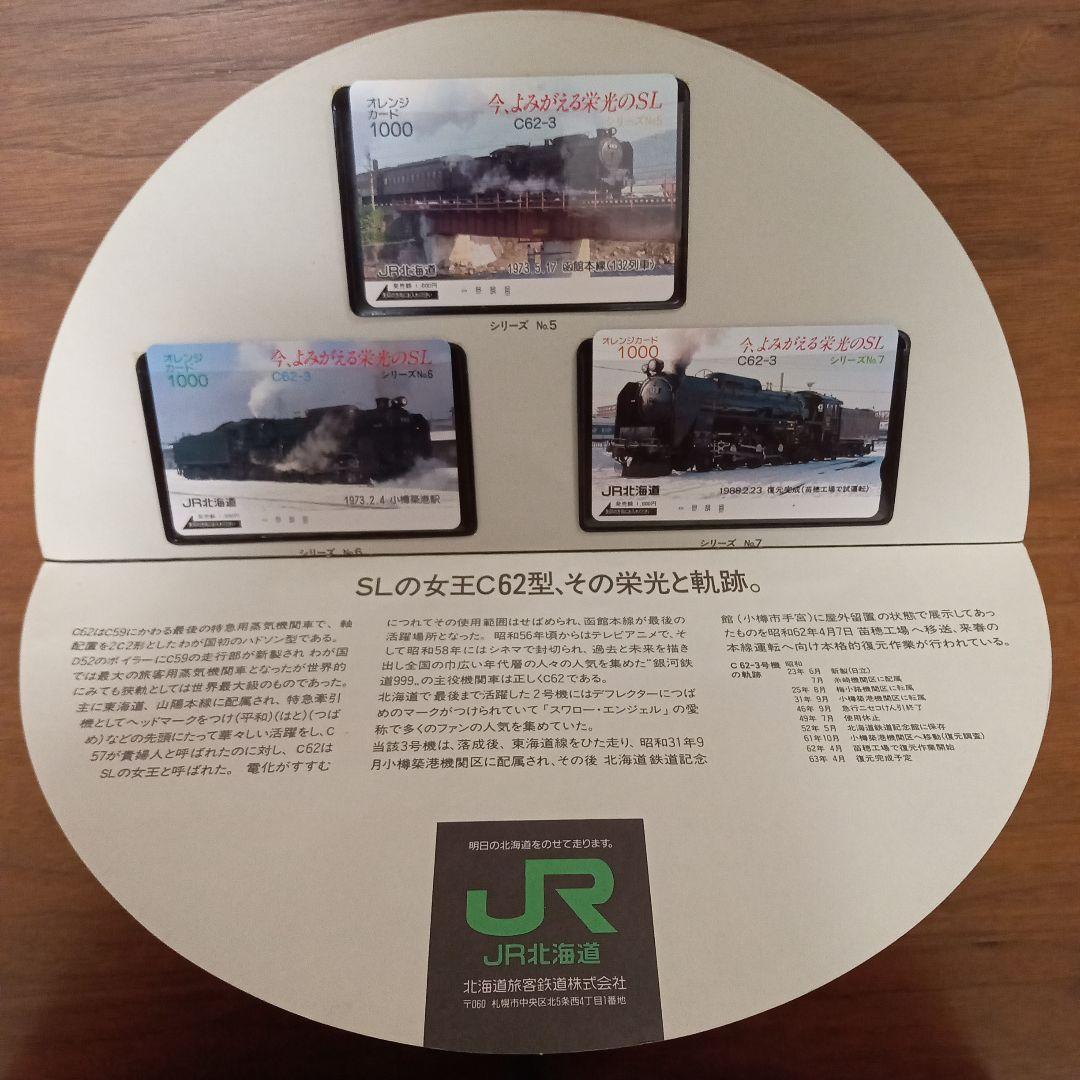 オレンジ
カード
1000
今、よみがえる栄光のSL
C62-3
シリーズNo.5
JR北海道
1973.5.17 函館本線(132列車)
発売額 1,000円
シリーズ No.5
オレンジ
カード
1000
今、よみがえる栄光のSL
C62-3
シリーズNo.6
JR北海道
1973.2.4 小樽築港駅
発売額 1,000円
シリーズ No.6
オレンジカード
1000
今、よみがえる栄光のSL
C62-3
シリーズNo.7
JR北海道
1988.2.23 復元完成(苗穂工場で試運転)
発売額 1,000円
シリーズ No.7
SLの女王C62型、その栄光と軌跡。
C62はC59にかわる最後の特急用蒸気機関車で、軸
配置を2C2形としたわが国初のハドソン型である。
D52のボイラーにC59の走行部が新製され わが国
では最大の旅客用蒸気機関車となったが世界的
にみても狭軌としては世界最大級のものであった。
主に東海道、山陽本線に配属され、特急牽引
機としてヘッドマークをつけ(平和)(はと)(つば
め)などの先頭にたって華々しい活躍をし、C
57が貴婦人と呼ばれたのに対し、C62は
SLの女王と呼ばれた。 電化がすすむ
につれてその使用範囲はせばめられ、函館本線が最後の
活躍場所となった。 昭和56年頃からはテレビアニメで、そ
して昭和58年にはシネマで封切られ、過去と未来を描き
出し全国の巾広い年代層の人々の人気を集めた“銀河鉄
道999„の主役機関車は正しくC62である。
北海道で最後まで活躍した2号機にはデフレクターにつば
めのマークがつけられていて「スワロー・エンジェル」の愛
称で多くのファンの人気を集めていた。
当該3号機は、落成後、東海道線をひた走り、昭和31年9
月小樽築港機関区に配属され、その後 北海道鉄道記念
館(小樽市手宮)に屋外留置の状態で展示してあっ
たものを昭和62年4月7日 苗穂工場へ移送、来春の
本線運転へ向け本格的復元作業が行われている。
C 62-3号機 昭和
の軌跡 23年 6月 新製(日立)
7月 糸崎機関区に配属
25年 8月 梅小路機関区に転属
31年 9月 小樽築港機関区に転属
46年 9月 急行ニセコけん引終了
49年 7月 使用休止
52年 5月 北海道鉄道記念館に保存
61年10月 小樽築港機関区へ移動(復元調査)
62年 4月 苗穂工場で復元作業開始
63年 4月 復元完成予定
明日の北海道をのせて走ります。
JR
JR北海道
北海道旅客鉄道株式会社
〒060 札幌市中央区北5条西4丁目1番地